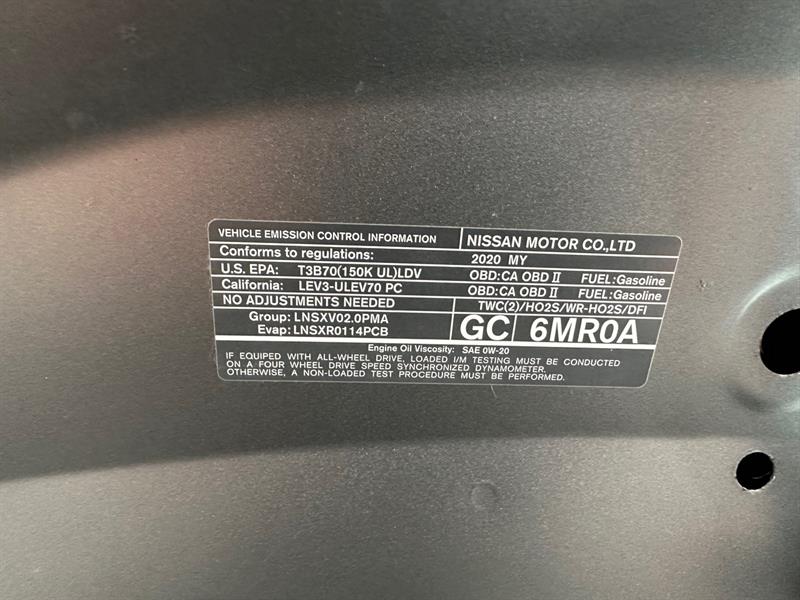 VEHICLE EMISSION CONTROL INFORMATION NISSAN MOTOR CO.,LTD
Conforms to regulations: 2020 MY
U.S. EPA: T3B70(150K UL)LDV OBD:CA OBD II FUEL:Gasoline
California: LEV3-ULEV70 PC OBD:CA OBD II FUEL:Gasoline
NO ADJUSTMENTS NEEDED TWC(2)/HO2S/WR-HO2S/DFI
Group: LNSXV02.0PMA
Evap: LNSXR0114PCB
GC 6MR0A
Engine Oil Viscosity: SAE 0W-20
IF EQUIPED WITH ALL-WHEEL DRIVE, LOADED I/M TESTING MUST BE CONDUCTED
ON A FOUR WHEEL DRIVE SPEED SYNCHRONIZED DYNAMOMETER.
OTHERWISE, A NON-LOADED TEST PROCEDURE MUST BE PERFORMED.